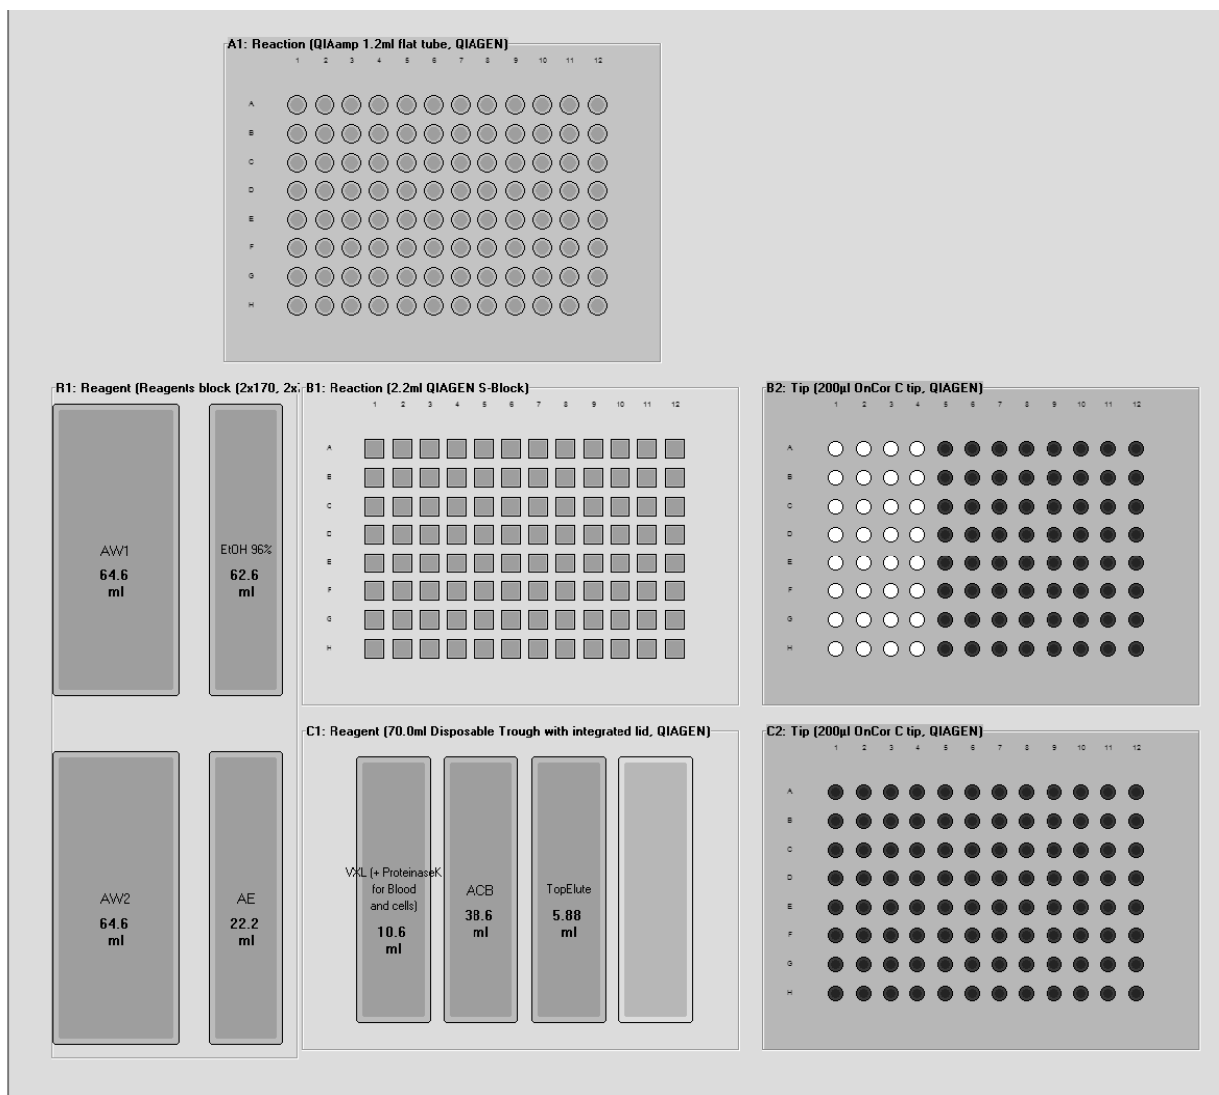 A1: Reaction (QIAamp 1.2ml flat tube, QIAGEN)
1 2 3 4 5 6 7 8 9 10 11 12
A
B
C
D
E
F
G
H
R1: Reagent (Reagents block (2x170, 2x
AW1
64.6
ml
EtOH 96%
62.6
ml
AW2
64.6
ml
AE
22.2
ml
B1: Reaction (2.2ml QIAGEN S-Block)
1 2 3 4 5 6 7 8 9 10 11 12
A
B
C
D
E
F
G
H
B2: Tip (200µl OnCor C tip, QIAGEN)
1 2 3 4 5 6 7 8 9 10 11 12
A
B
C
D
E
F
G
H
C1: Reagent (70.0ml Disposable Trough with integrated lid, QIAGEN)
VXL (+ ProteinaseK
for Blood
and cells)
10.6
ml
ACB
38.6
ml
TopElute
5.88
ml
C2: Tip (200µl OnCor C tip, QIAGEN)
1 2 3 4 5 6 7 8 9 10 11 12
A
B
C
D
E
F
G
H